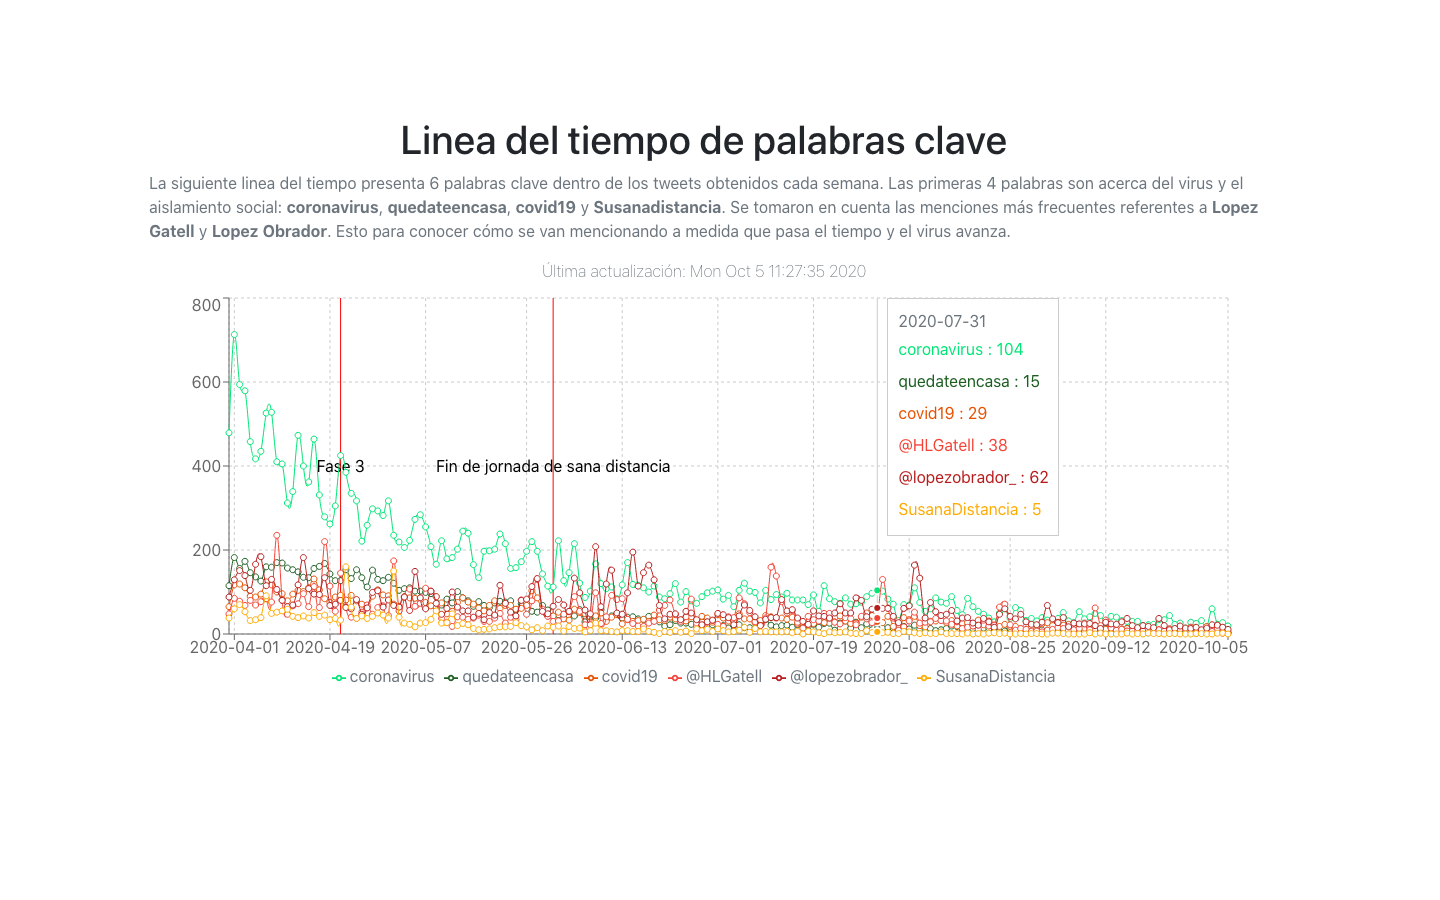 Linea del tiempo de palabras clave
La siguiente linea del tiempo presenta 6 palabras clave dentro de los tweets obtenidos cada semana. Las primeras 4 palabras son acerca del virus y el
aislamiento social: coronavirus, quedateencasa, covid19 y Susanadistancia. Se tomaron en cuenta las menciones más frecuentes referentes a Lopez
Gatell y Lopez Obrador. Esto para conocer cómo se van mencionando a medida que pasa el tiempo y el virus avanza.
Última actualización: Mon Oct 5 11:27:35 2020
800
600
400
200
0
Fase 3
Fin de jornada de sana distancia
2020-07-31
coronavirus : 104
quedateencasa : 15
covid19 : 29
@HLGatell : 38
@lopezobrador_ : 62
SusanaDistancia : 5
2020-04-01 2020-04-19 2020-05-07 2020-05-26 2020-06-13 2020-07-01 2020-07-19 2020-08-06 2020-08-25 2020-09-12 2020-10-05
coronavirus quedateencasa covid19 @HLGatell @lopezobrador_ SusanaDistancia